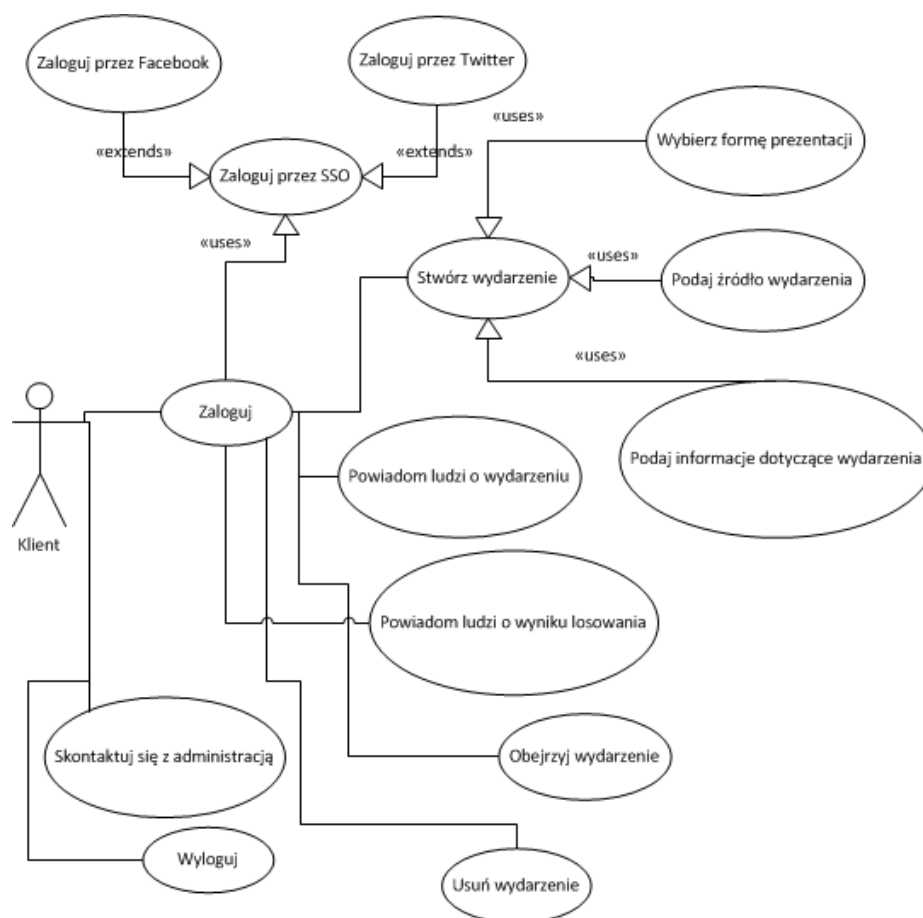 Zaloguj przez Facebook
Zaloguj przez Twitter
«uses»
Wybierz formę prezentacji
«extends»
«extends»
Zaloguj przez SSO
«uses»
«uses»
Stwórz wydarzenie
Podaj źródło wydarzenia
«uses»
Zaloguj
Powiadom ludzi o wydarzeniu
Podaj informacje dotyczące wydarzenia
Klient
Powiadom ludzi o wyniku losowania
Skontaktuj się z administracją
Obejrzyj wydarzenie
Wyloguj
Usuń wydarzenie